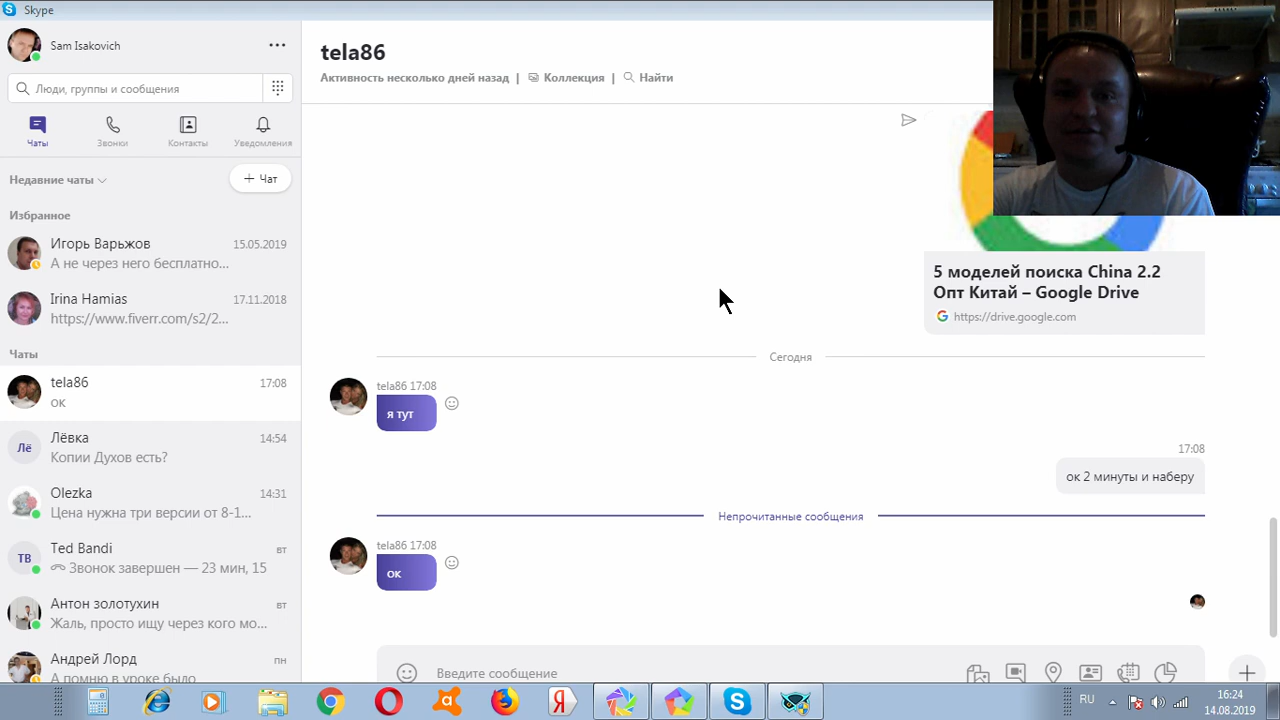 Skype
Sam Isakovich
Люди, группы и сообщения
Чаты
Звонки
Контакты
Уведомления
Недавние чаты
Чат
Избранное
Игорь Варьжов
15.05.2019
А не через него бесплатно...
Irina Hamias
17.11.2018
https://www.fiverr.com/s2/2...
Чаты
tela86
17:08
ок
Лё
Лёвка
14:54
Копии Духов есть?
Olezka
14:31
Цена нужна три версии от 8-1...
ТВ
Ted Bandi
вт
Звонок завершен — 23 мин, 15
Антон золотухин
вт
Жаль, просто ищу через кого мо...
Андрей Лорд
пн
А помню в уроке было
tela86
Активность несколько дней назад | Коллекция | Найти
5 моделей поиска China 2.2
Опт Китай – Google Drive
https://drive.google.com
Сегодня
tela86 17:08
я тут
17:08
ок 2 минуты и наберу
Непрочитанные сообщения
tela86 17:08
ок
Введите сообщение
RU
16:24
14.08.2019